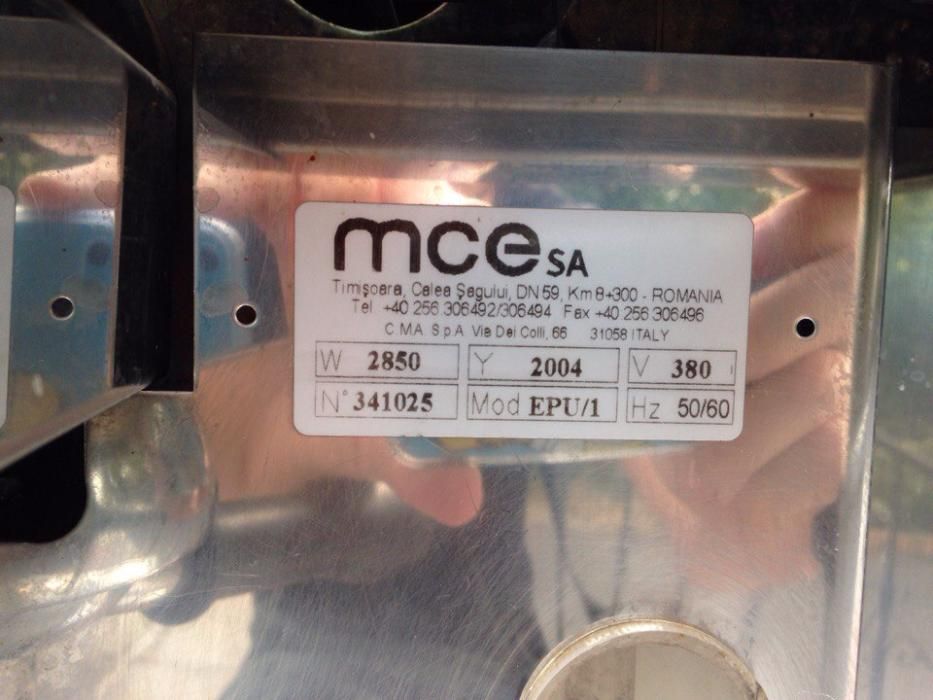 mce SA
Timişoara, Calea Şagului, DN 59, Km 8+300 - ROMANIA
Tel +40 256 306492/306494 Fax +40 256 306496
C.M.A. S.p.A. Via Dei Colli, 66 31058 ITALY
W 2850 Y 2004 V 380
N° 341025 Mod EPU/1 Hz 50/60